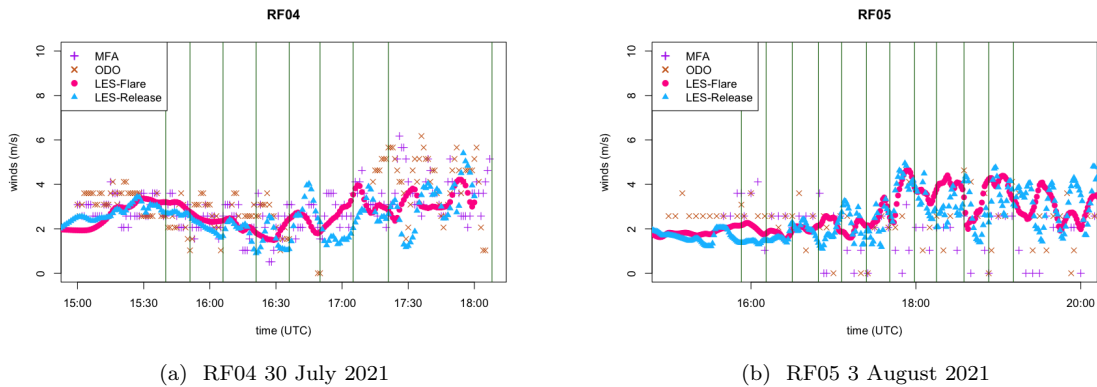 RF04
MFA
ODO
LES-Flare
LES-Release
winds (m/s)
0
2
4
6
8
10
15:00 15:30 16:00 16:30 17:00 17:30 18:00
time (UTC)
(a) RF04 30 July 2021
RF05
MFA
ODO
LES-Flare
LES-Release
winds (m/s)
0
2
4
6
8
10
16:00 18:00 20:00
time (UTC)
(b) RF05 3 August 2021